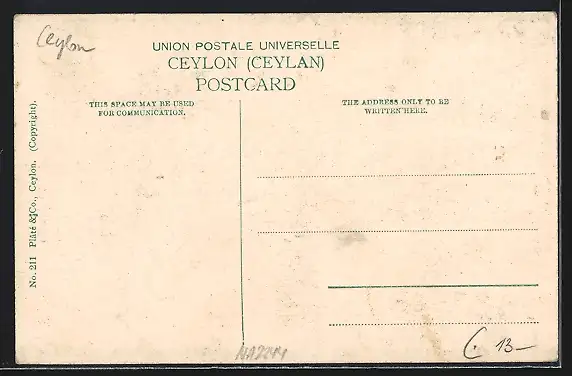 Ceylon
UNION POSTALE UNIVERSELLE
CEYLON (CEYLAN)
POSTCARD
THIS SPACE MAY BE USED
FOR COMMUNICATION.
THE ADDRESS ONLY TO BE
WRITTEN HERE.
No. 211 Plâté & Co., Ceylon. (Copyright).
13-